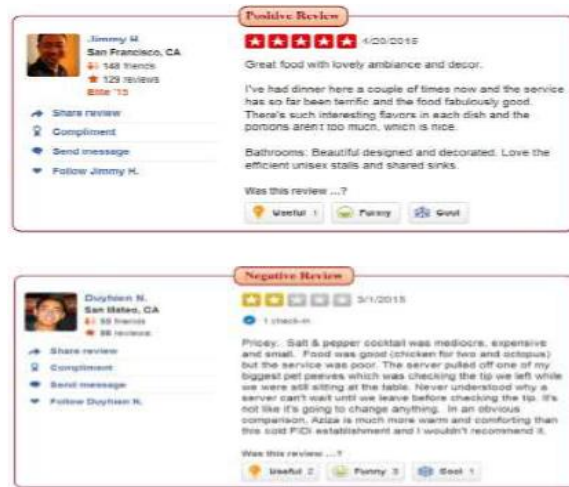 Positive Review
Jimmy H.
San Francisco, CA
148 friends
129 reviews
Elite '15
Share review
Compliment
Send message
Follow Jimmy H.
4/20/2015
Great food with lovely ambiance and decor.
I've had dinner here a couple of times now and the service
has so far been terrific and the food fabulously good.
There's such interesting flavors in each dish and the
portions aren't too much, which is nice.
Bathrooms: Beautiful designed and decorated. Love the
efficient unisex stalls and shared sinks.
Was this review ...?
Useful 1 Funny Cool
Negative Review
Duyhien N.
San Mateo, CA
friends
reviews
Share review
Compliment
Send message
Follow Duyhien N.
3/1/2015
1 check-in
Pricey. Salt & pepper cocktail was mediocre, expensive
and small. Food was good (chicken for two and octopus)
but the service was poor. The server pulled off one of my
biggest pet peeves which was checking the tip we left while
we were still sitting at the table. Never understood why a
server can't wait until we leave before checking the tip. It's
not like it's going to change anything. In an obvious
comparison, Aziza is much more warm and comforting than
this cold FiDi establishment and I wouldn't recommend it.
Was this review ...?
Useful 2 Funny 3 Cool 1